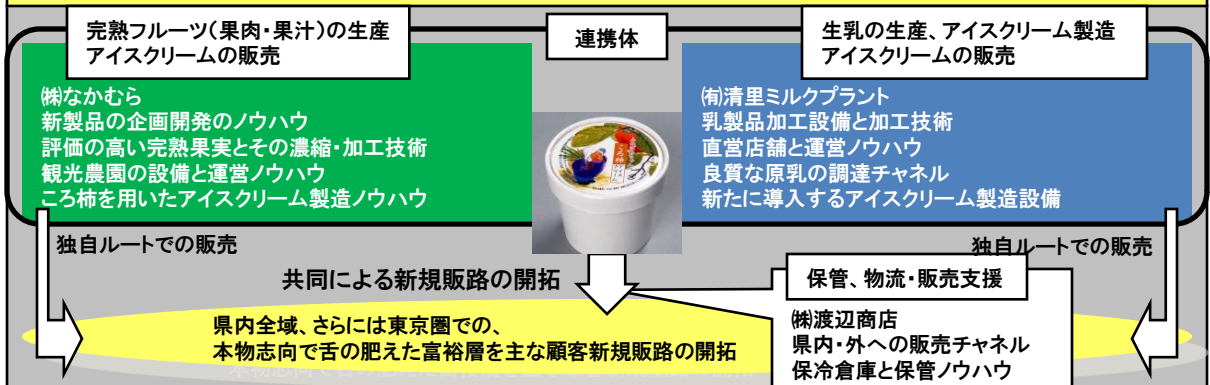 完熟フルーツ(果肉・果汁)の生産
アイスクリームの販売
連携体
生乳の生産、アイスクリーム製造
アイスクリームの販売
㈱なかむら
新製品の企画開発のノウハウ
評価の高い完熟果実とその濃縮・加工技術
観光農園の設備と運営ノウハウ
ころ柿を用いたアイスクリーム製造ノウハウ
㈲清里ミルクプラント
乳製品加工設備と加工技術
直営店舗と運営ノウハウ
良質な原乳の調達チャネル
新たに導入するアイスクリーム製造設備
ころ柿
独自ルートでの販売
独自ルートでの販売
共同による新規販路の開拓
保管、物流・販売支援
県内全域、さらには東京圏での、
本物志向で舌の肥えた富裕層を主な顧客新規販路の開拓
㈱渡辺商店
県内・外への販売チャネル
保冷倉庫と保管ノウハウ